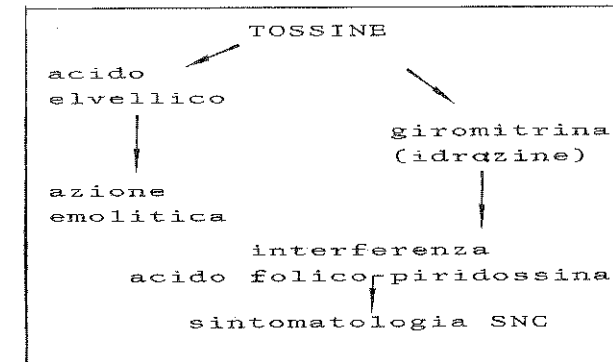 TOSSINE
acido
elvellico
giromitrina
(idrazine)
azione
emolitica
interferenza
acido folico-piridossina
sintomatologia SNC